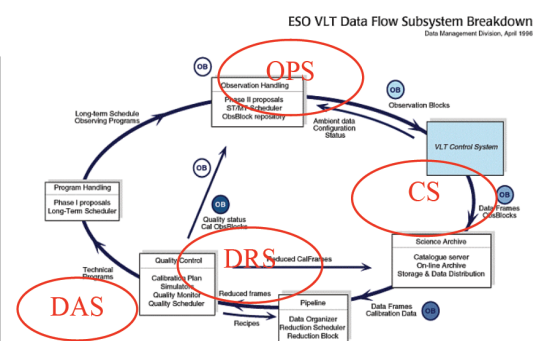 ESO VLT Data Flow Subsystem Breakdown
Data Management Division, April 1998
OB
OPS
Observation Handling
Phase II proposals
ST/MT Scheduler
ObsBlock repository
OB
Observation Blocks
Long-term Schedule
Observing Programs
Ambient data
Configuration
Status
VLT Control System
OB
CS
OB
Program Handling
Phase I proposals
Long-Term Scheduler
OB
Quality status
Cal ObsBlocks
Data Frames
ObsBlocks
Science Archive
Catalogue server
On-line Archive
Storage & Data Distribution
DRS
Reduced CalFrames
Technical
Programs
Quality Control
Calibration Plan
Simulators
Quality Monitor
Quality Scheduler
DAS
Reduced frames
Recipes
Pipeline
Data Organizer
Reduction Scheduler
Reduction Block
Data Frames
Calibration Data
OB